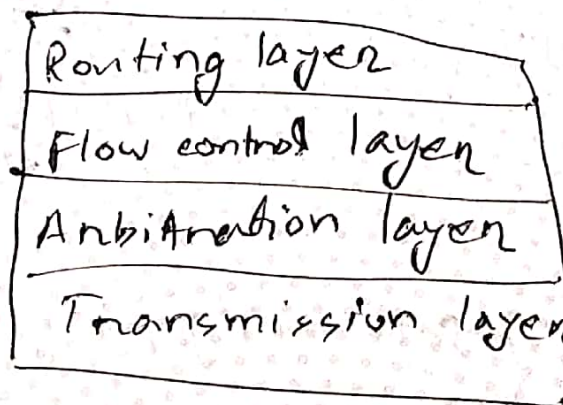 Routing layer
Flow control layer
Arbitration layer
Transmission layer